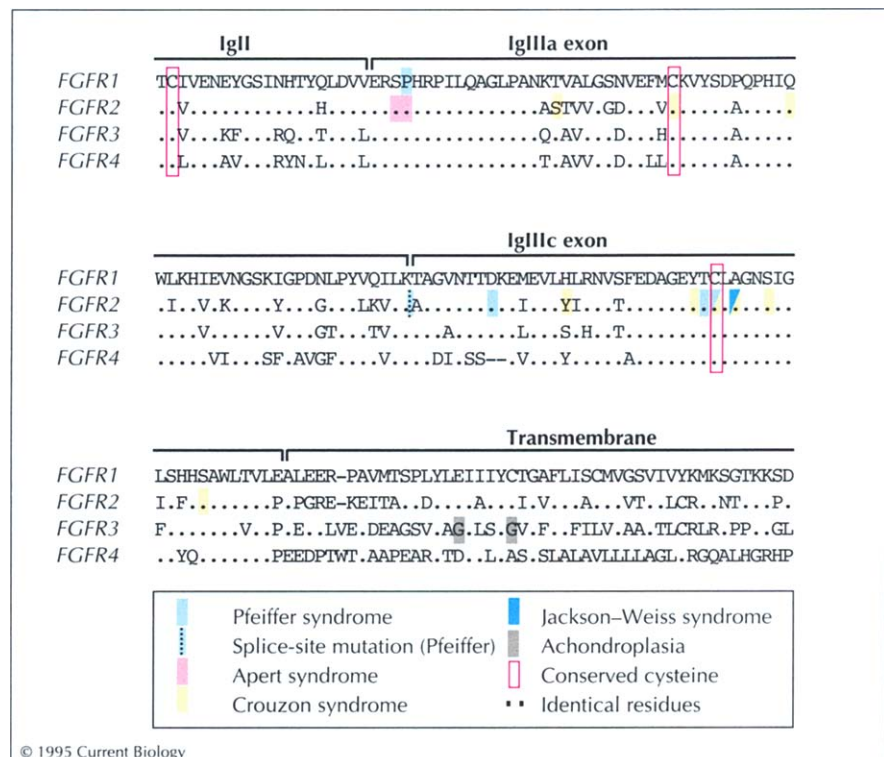 IgII IgIIIa exon
FGFR1 TCIVENEYGSINHTYQLDVVERSPHRPILQAGLPANKTVALGSNVEFMCKVYSDPQPHIQ
FGFR2 ..V.............H....................ASTVV.GD...V......A.....
FGFR3 ..V...KF...RQ..T...L................Q.AV...D..H.......A.....
FGFR4 ..L...AV...RYN.L...L................T.AVV..D..LL......A.....
IgIIIc exon
FGFR1 WLKHIEVNGSKIGPDNLPYVQILKTAGVNTTDKEMEVLHLRNVSFEDAGEYTCLAGNSIG
FGFR2 .I..V.K....Y...G...LKV..A.........I...YI...T................
FGFR3 ....V......V...GT..TV......A......L...S.H..T................
FGFR4 .....VI...SF.AVGF...V....DI.SS--.V...Y.....A................
Transmembrane
FGFR1 LSHHSAWLTVLEALEERP-PAVMTSPLYLEIIIYCTGAFLISCMVGSVIVYKMKSGTKKSD
FGFR2 I.F.........P.PGRE-KEITA..D....A...I.V...A...VT..LCR..NT...P.
FGFR3 F.......V..P.E..LVE.DEAGSV.AG.LS.GV.F..FILV.AA.TLCRLR.PP..GL
FGFR4 ..YQ.......PEEDPTWT.AAPEAR.TD..L.AS.SLALAVLLLLAGL.RGQALHGRHP
Pfeiffer syndrome Jackson–Weiss syndrome
Splice-site mutation (Pfeiffer) Achondroplasia
Apert syndrome Conserved cysteine
Crouzon syndrome Identical residues
© 1995 Current Biology